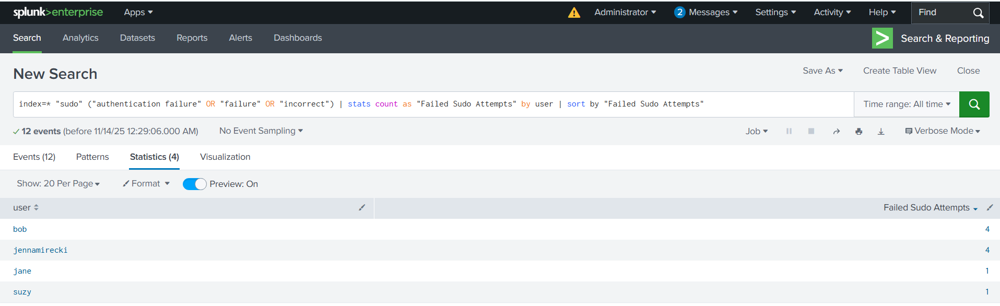 splunk>enterprise Apps Administrator 2 Messages Settings Activity Help Find
Search Analytics Datasets Reports Alerts Dashboards > Search & Reporting
New Search Save As Create Table View Close
index=* "sudo" ("authentication failure" OR "failure" OR "incorrect") | stats count as "Failed Sudo Attempts" by user | sort by "Failed Sudo Attempts" Time range: All time
12 events (before 11/14/25 12:29:06.000 AM) No Event Sampling Job Verbose Mode
Events (12) Patterns Statistics (4) Visualization
Show: 20 Per Page Format Preview: On
user Failed Sudo Attempts
bob 4
jennamirecki 4
jane 1
suzy 1